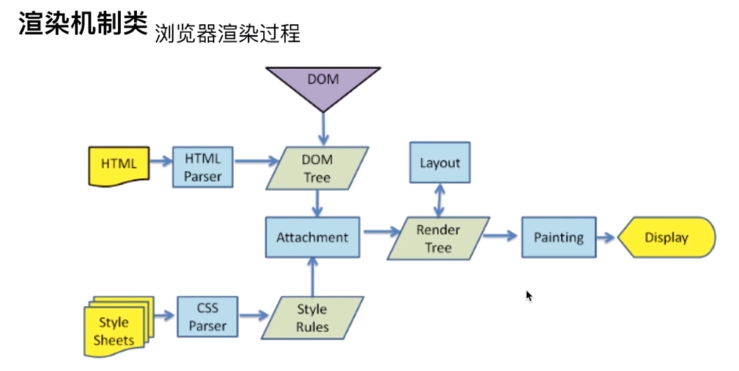 渲染机制类 浏览器渲染过程
DOM
HTML
HTML
Parser
DOM
Tree
Layout
Attachment
Render
Tree
Painting
Display
Style
Sheets
CSS
Parser
Style
Rules